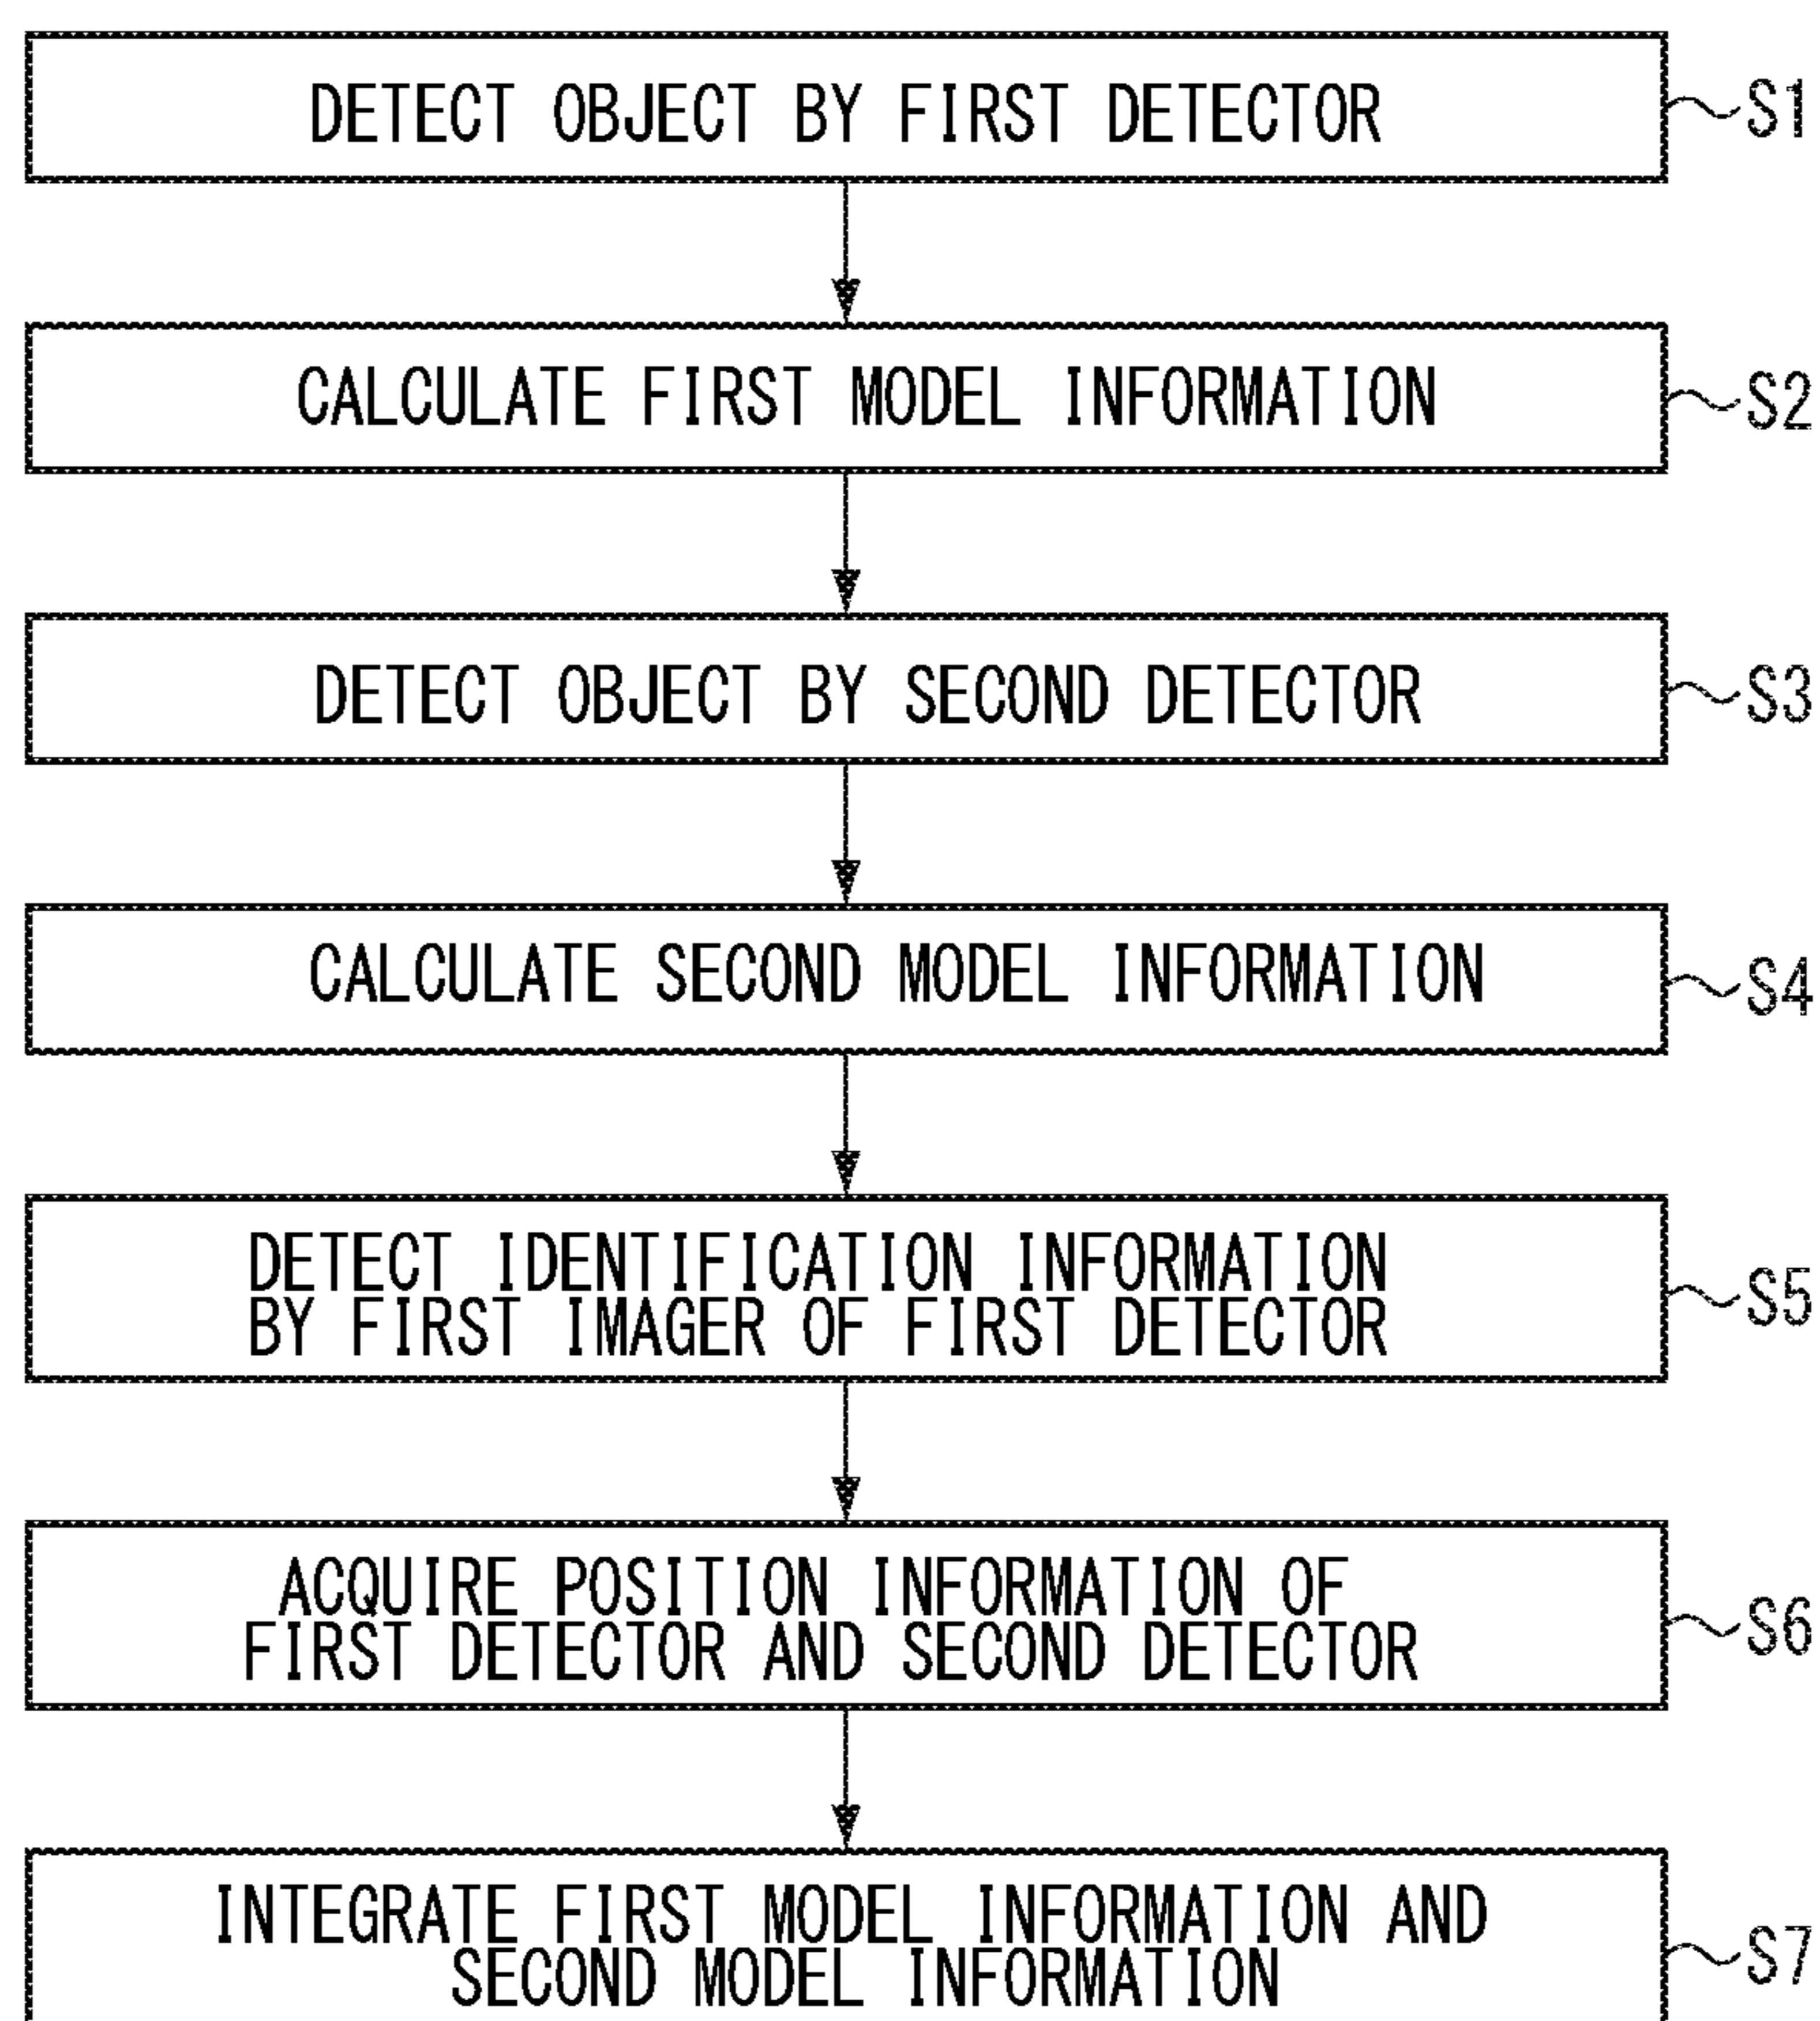 DETECT OBJECT BY FIRST DETECTOR
S1
CALCULATE FIRST MODEL INFORMATION
S2
DETECT OBJECT BY SECOND DETECTOR
S3
CALCULATE SECOND MODEL INFORMATION
S4
DETECT IDENTIFICATION INFORMATION
BY FIRST IMAGER OF FIRST DETECTOR
S5
ACQUIRE POSITION INFORMATION OF
FIRST DETECTOR AND SECOND DETECTOR
S6
INTEGRATE FIRST MODEL INFORMATION AND
SECOND MODEL INFORMATION
S7